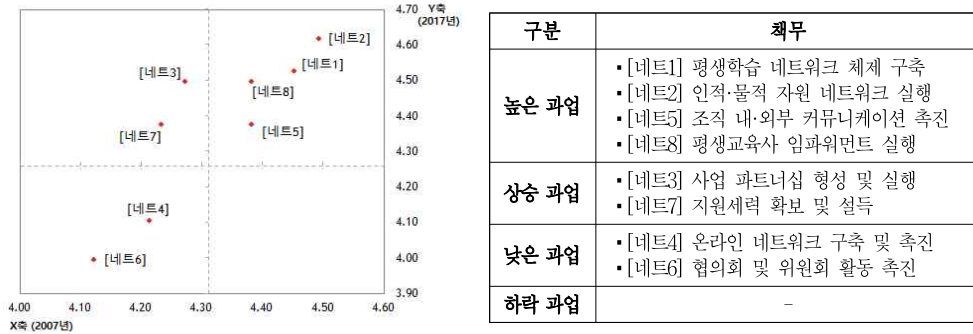 4.70 Y축
(2017년)
4.60
[네트2]
[네트1]
4.50
[네트3]
[네트8]
4.40
[네트7]
[네트5]
4.30
4.20
[네트4]
4.10
[네트6]
4.00
3.90
4.00 4.10 4.20 4.30 4.40 4.50 4.60
X축 (2007년)
구분 책무
높은 과업
▪[네트1] 평생학습 네트워크 체제 구축
▪[네트2] 인적·물적 자원 네트워크 실행
▪[네트5] 조직 내·외부 커뮤니케이션 촉진
▪[네트8] 평생교육사 임파워먼트 실행
상승 과업
▪[네트3] 사업 파트너십 형성 및 실행
▪[네트7] 지원세력 확보 및 설득
낮은 과업
▪[네트4] 온라인 네트워크 구축 및 촉진
▪[네트6] 협의회 및 위원회 활동 촉진
하락 과업 -